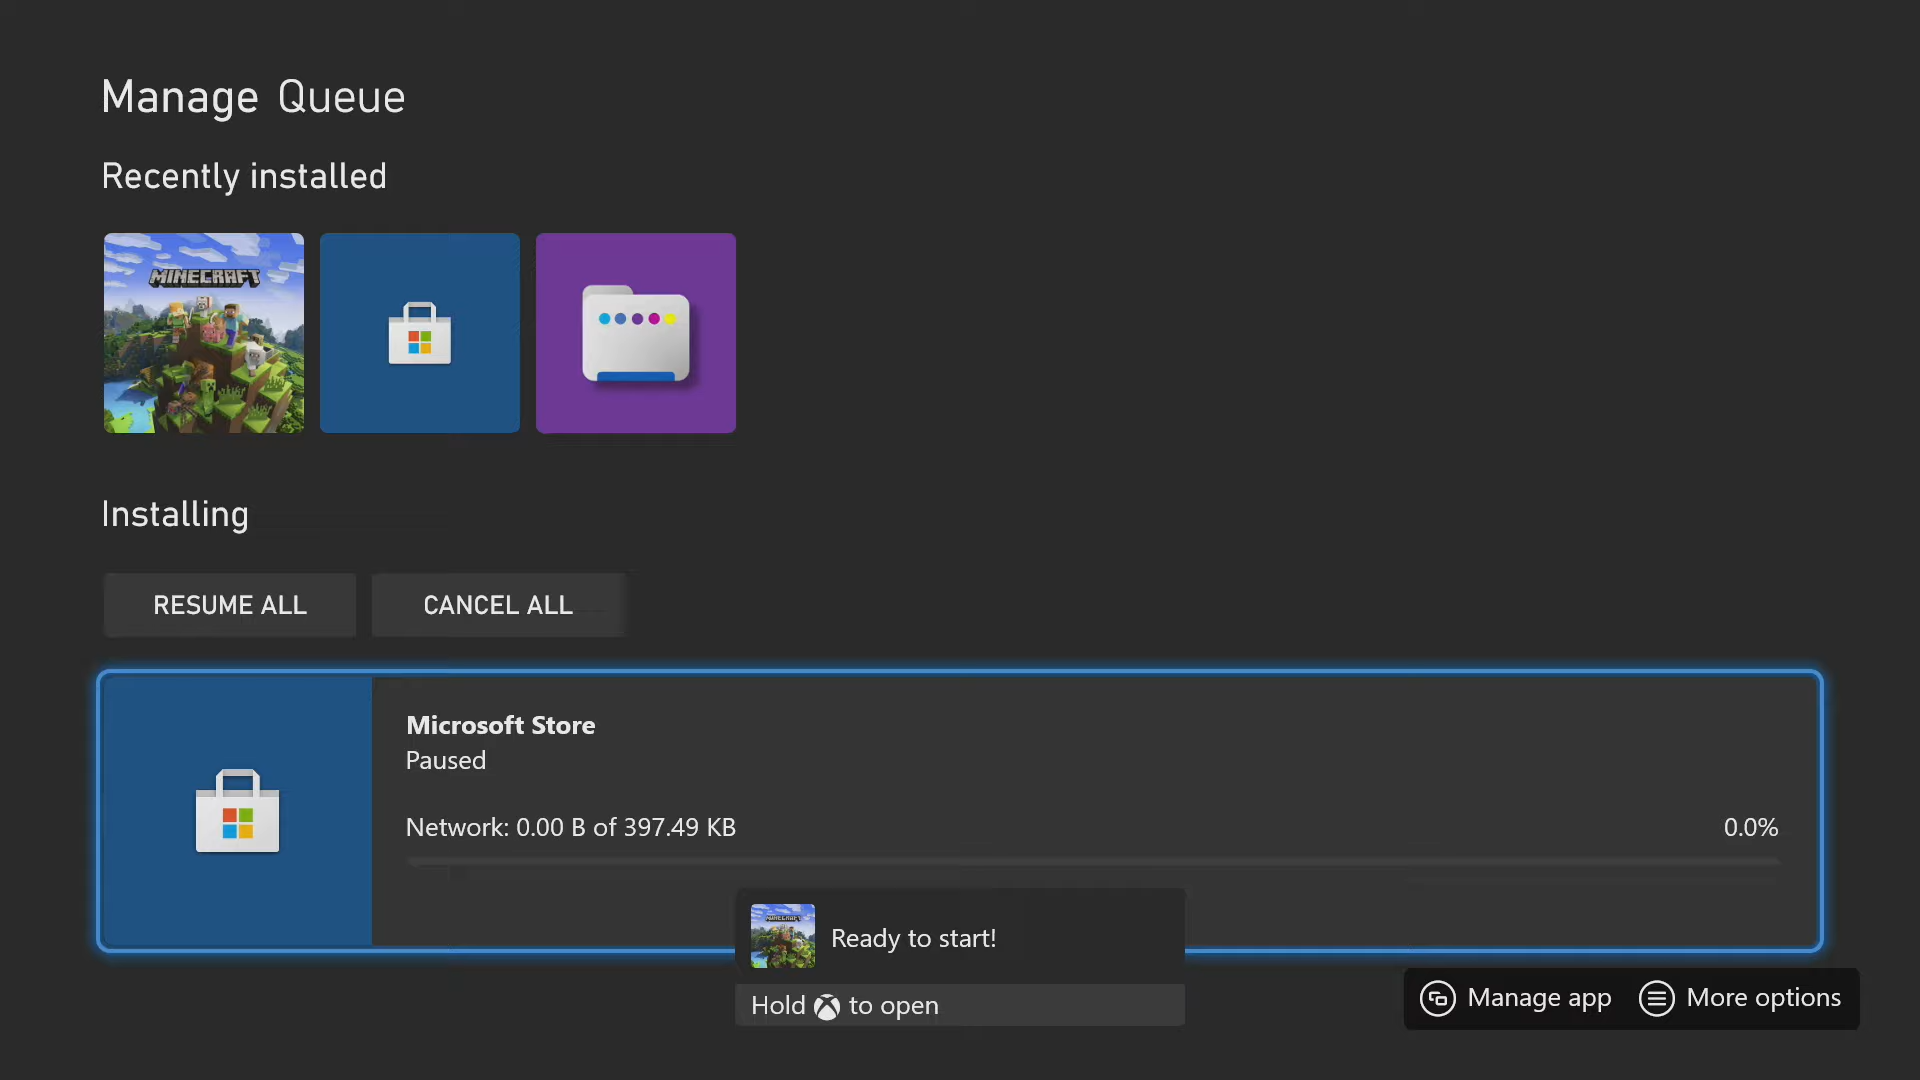 Manage Queue
Recently installed
MINECRAFT
Installing
RESUME ALL
CANCEL ALL
Microsoft Store
Paused
Network: 0.00 B of 397.49 KB
0.0%
MINECRAFT
Ready to start!
Hold to open
Manage app
More options